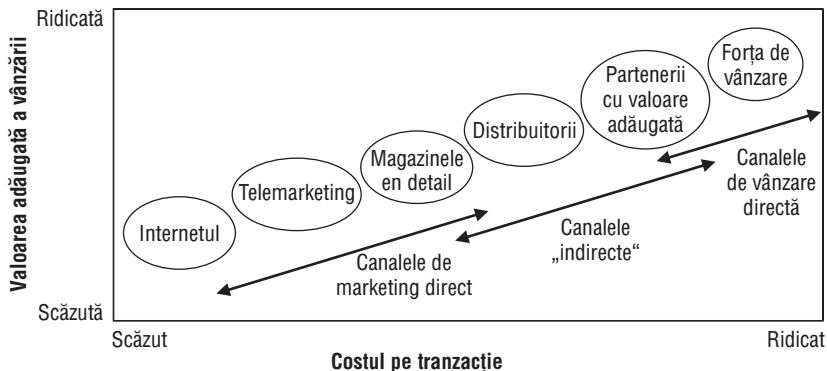 Ridicată
Valoarea adăugată a vânzării
Scăzută
Internetul
Telemarketing
Magazinele
en detail
Distribuitorii
Partenerii
cu valoare
adăugată
Forța de
vânzare
Canalele de
marketing direct
Canalele
„indirecte“
Canalele
de vânzare
directă
Scăzut
Ridicat
Costul pe tranzacție